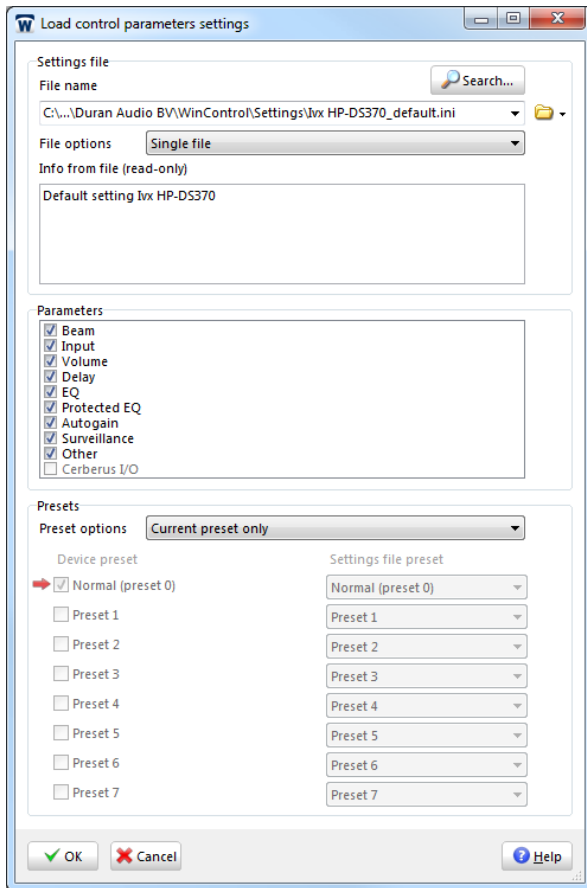 Load control parameters settings
Settings file
File name
Search...
C:\...\Duran Audio BV\WinControl\Settings\Ivx HP-DS370_default.ini
File options Single file
Info from file (read-only)
Default setting Ivx HP-DS370
Parameters
Beam
Input
Volume
Delay
EQ
Protected EQ
Autogain
Surveillance
Other
Cerberus I/O
Presets
Preset options Current preset only
Device preset Settings file preset
Normal (preset 0) Normal (preset 0)
Preset 1 Preset 1
Preset 2 Preset 2
Preset 3 Preset 3
Preset 4 Preset 4
Preset 5 Preset 5
Preset 6 Preset 6
Preset 7 Preset 7
OK Cancel Help